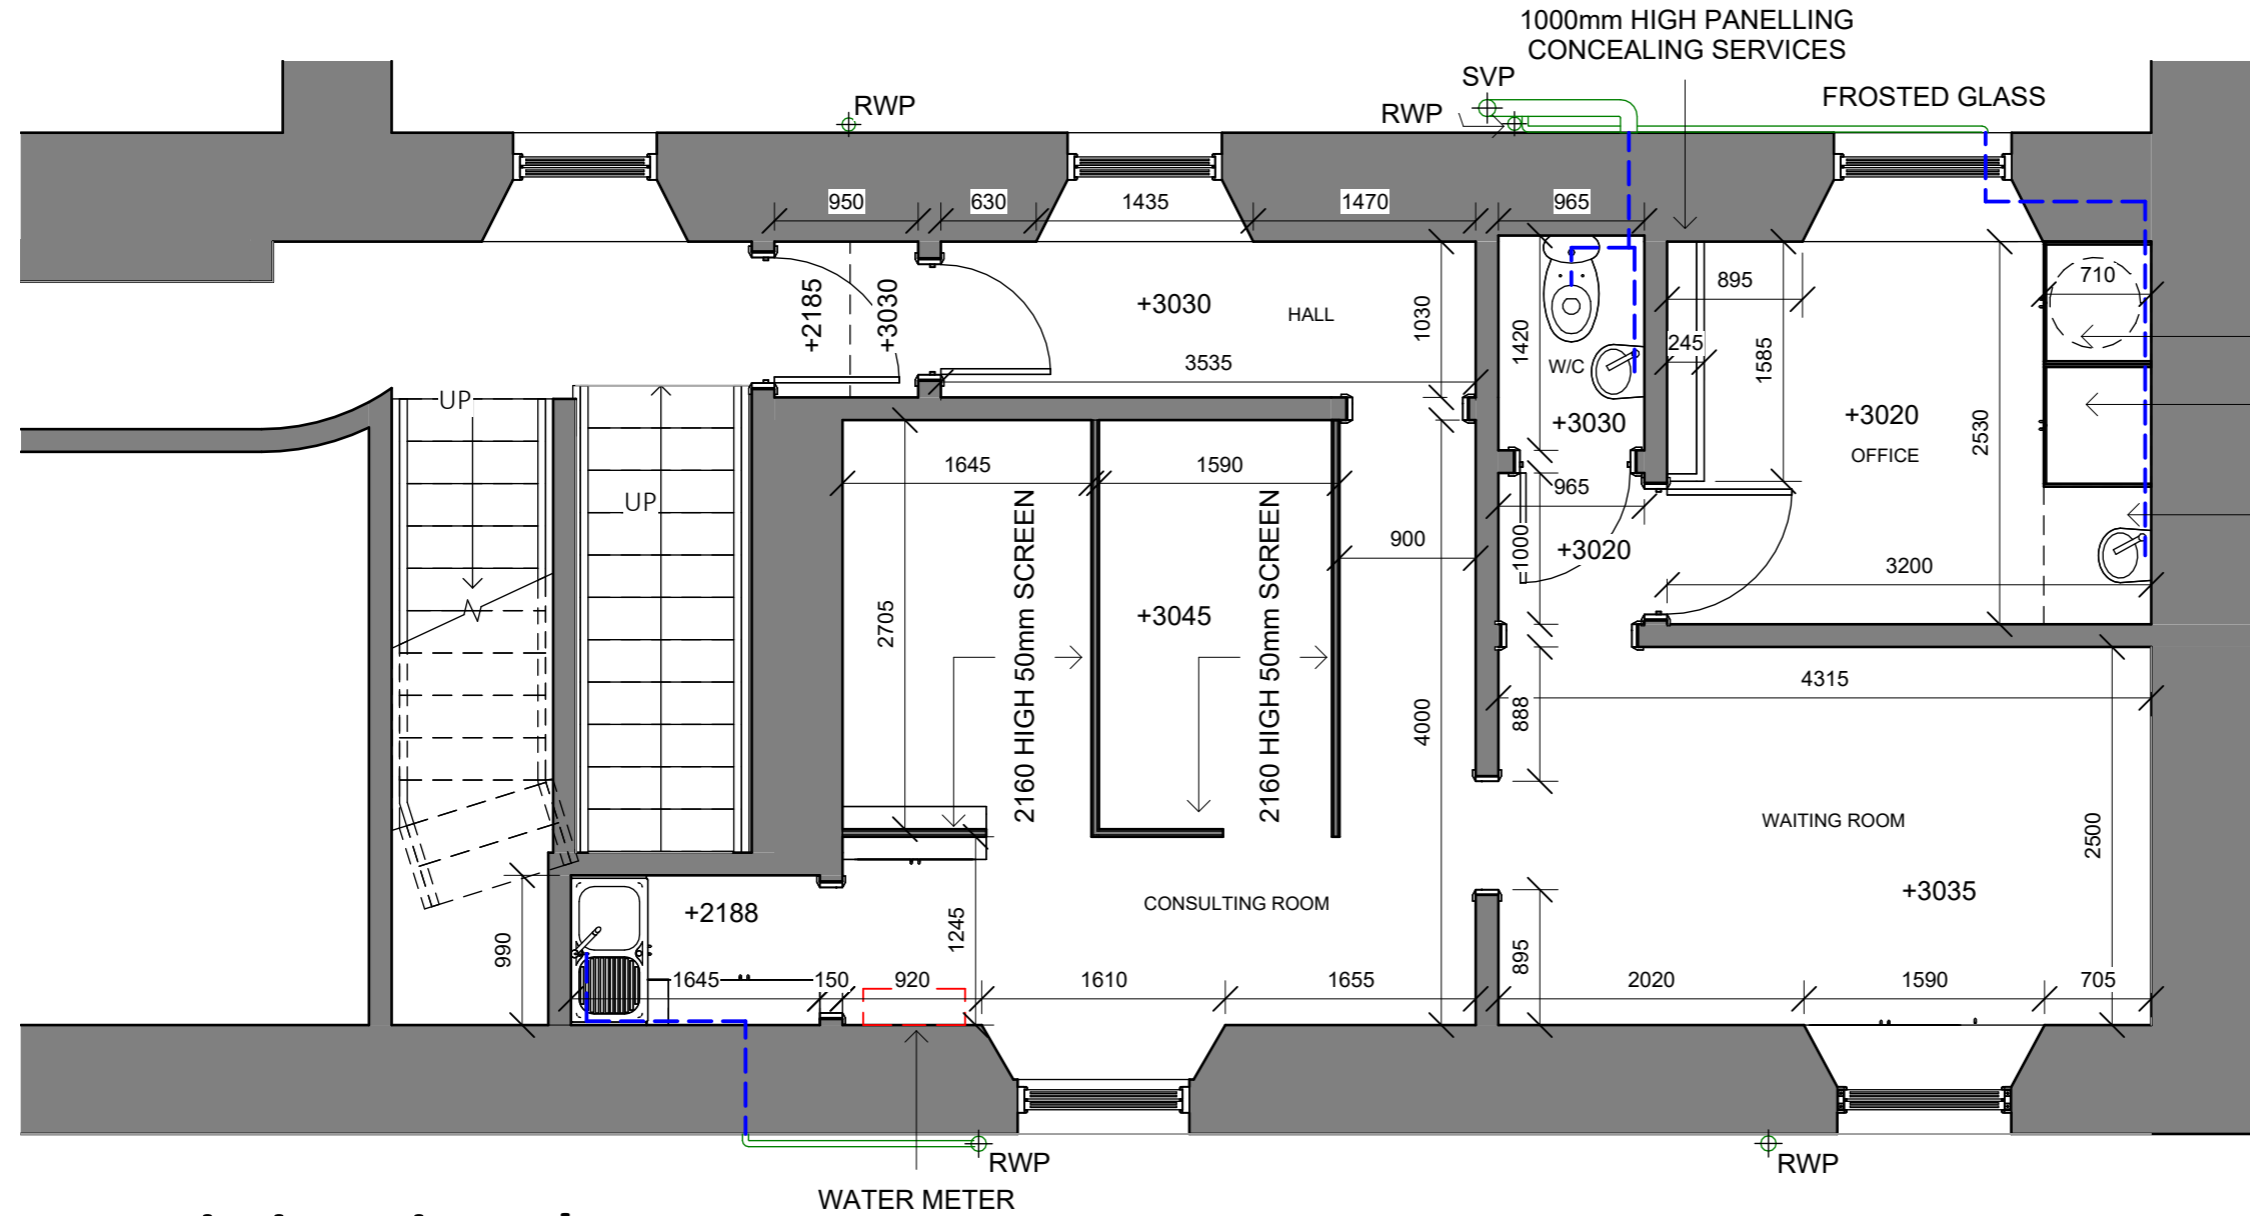 1000mm HIGH PANELLING
CONCEALING SERVICES
SVP
RWP
RWP
FROSTED GLASS
950
630
1435
1470
965
+2185
+3030
+3030
HALL
1030
3535
1420
W/C
+3030
245
895
1585
+3020
OFFICE
2530
710
UP
UP
1645
1590
2160 HIGH 50mm SCREEN
2160 HIGH 50mm SCREEN
2705
+3045
900
965
1000
+3020
3200
4315
888
4000
WAITING ROOM
+3035
2500
CONSULTING ROOM
+2188
990
1245
895
1645
150
920
1610
1655
2020
1590
705
RWP
RWP
WATER METER